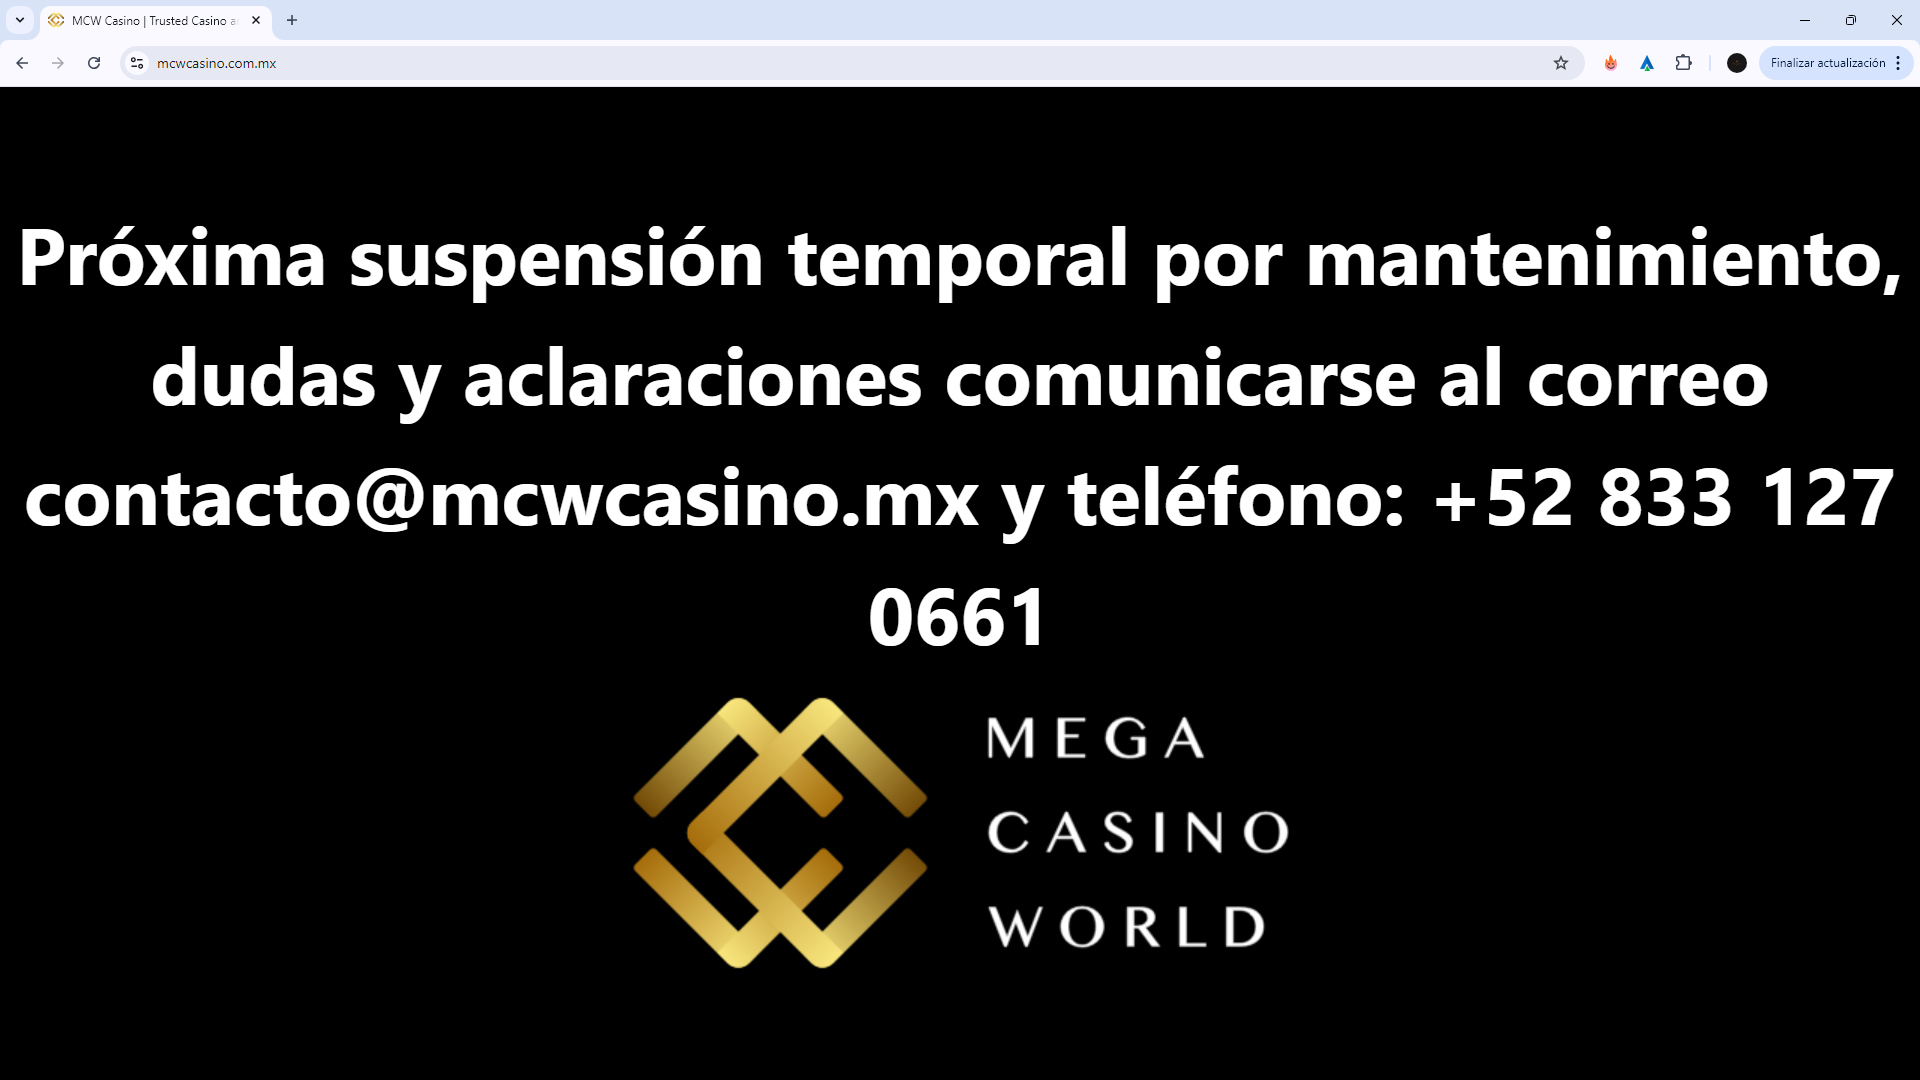 MCW Casino | Trusted Casino a
mcwcasino.com.mx
Finalizar actualización
Próxima suspensión temporal por mantenimiento,
dudas y aclaraciones comunicarse al correo
contacto@mcwcasino.mx y teléfono: +52 833 127
0661
MEGA
CASINO
WORLD